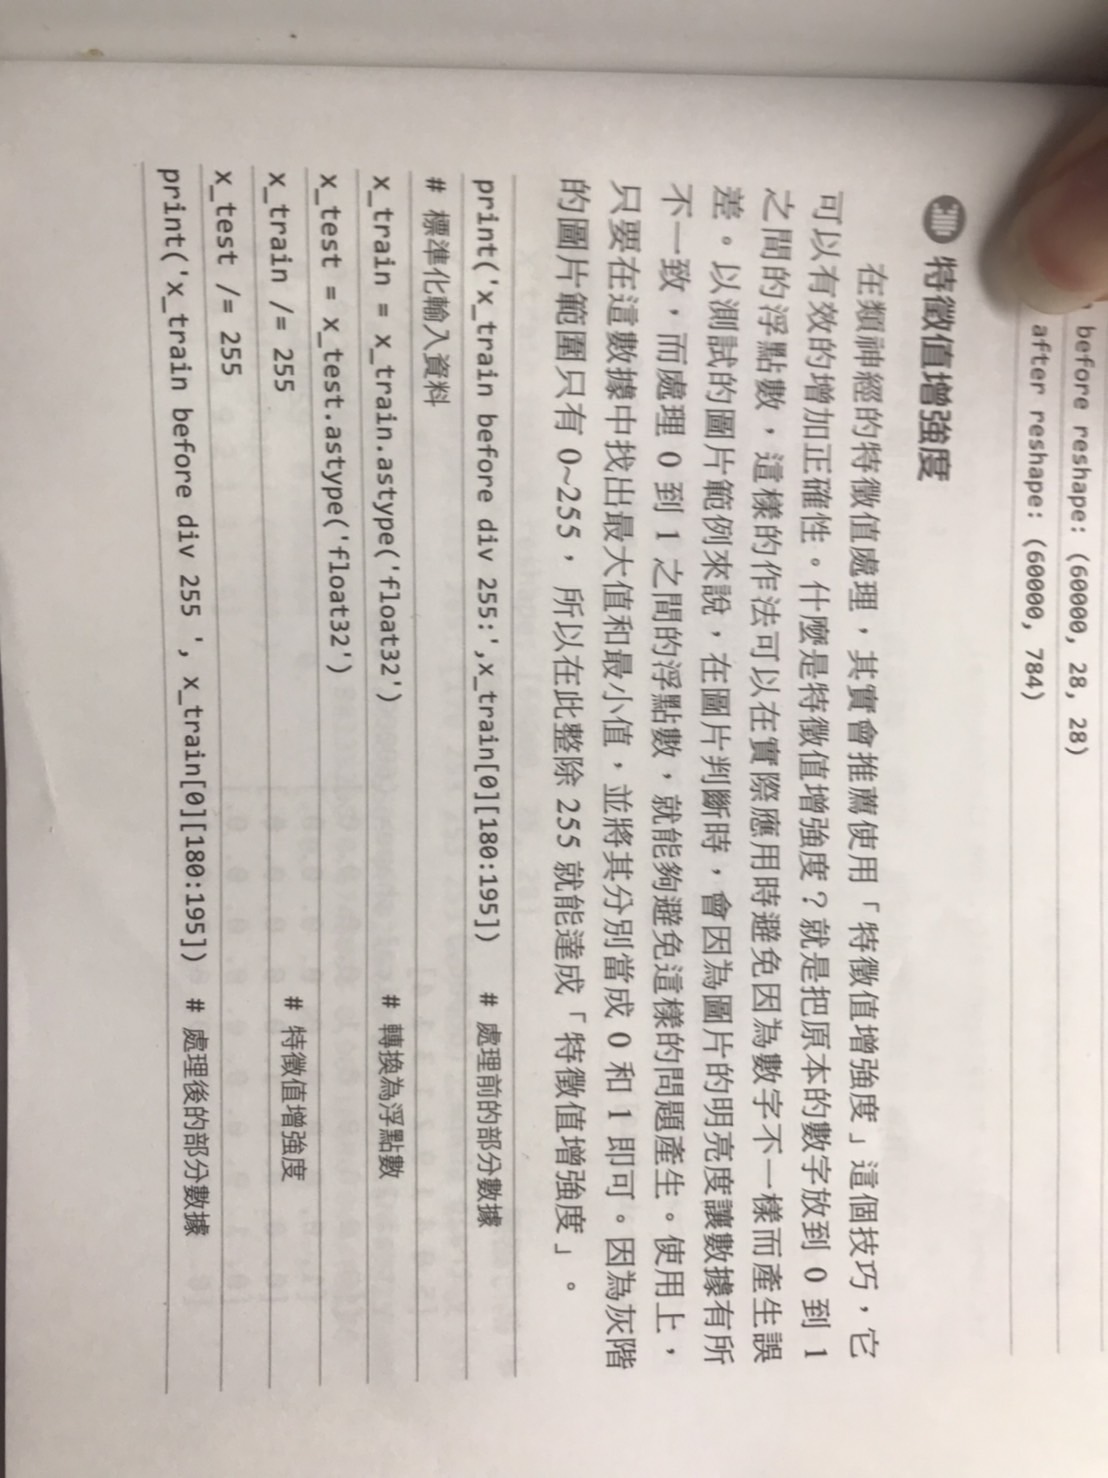 before reshape: (60000, 28, 28)
after reshape: (60000, 784)
特徵值增強度
在類神經的特徵值處理，其實會推薦使用「特徵值增強度」這個技巧，它
可以有效的增加正確性。什麼是特徵值增強度？就是把原本的數字放到 0 到 1
之間的浮點數，這樣的作法可以在實際應用時避免因為數字不一樣而產生誤
差。以測試的圖片範例來說，在圖片判斷時，會因為圖片的明亮度讓數據有所
不一致，而處理 0 到 1 之間的浮點數，就能夠避免這樣的問題產生。使用上，
只要在這數據中找出最大值和最小值，並將其分別當成 0 和 1 即可。因為灰階
的圖片範圍只有 0~255， 所以在此整除 255 就能達成「特徵值增強度」。
print('x_train before div 255:',x_train[0][180:195]) # 處理前的部分數據
# 標準化輸入資料
x_train = x_train.astype('float32') # 轉換為浮點數
x_test = x_test.astype('float32')
x_train /= 255 # 特徵值增強度
x_test /= 255
print('x_train before div 255 ', x_train[0][180:195]) # 處理後的部分數據